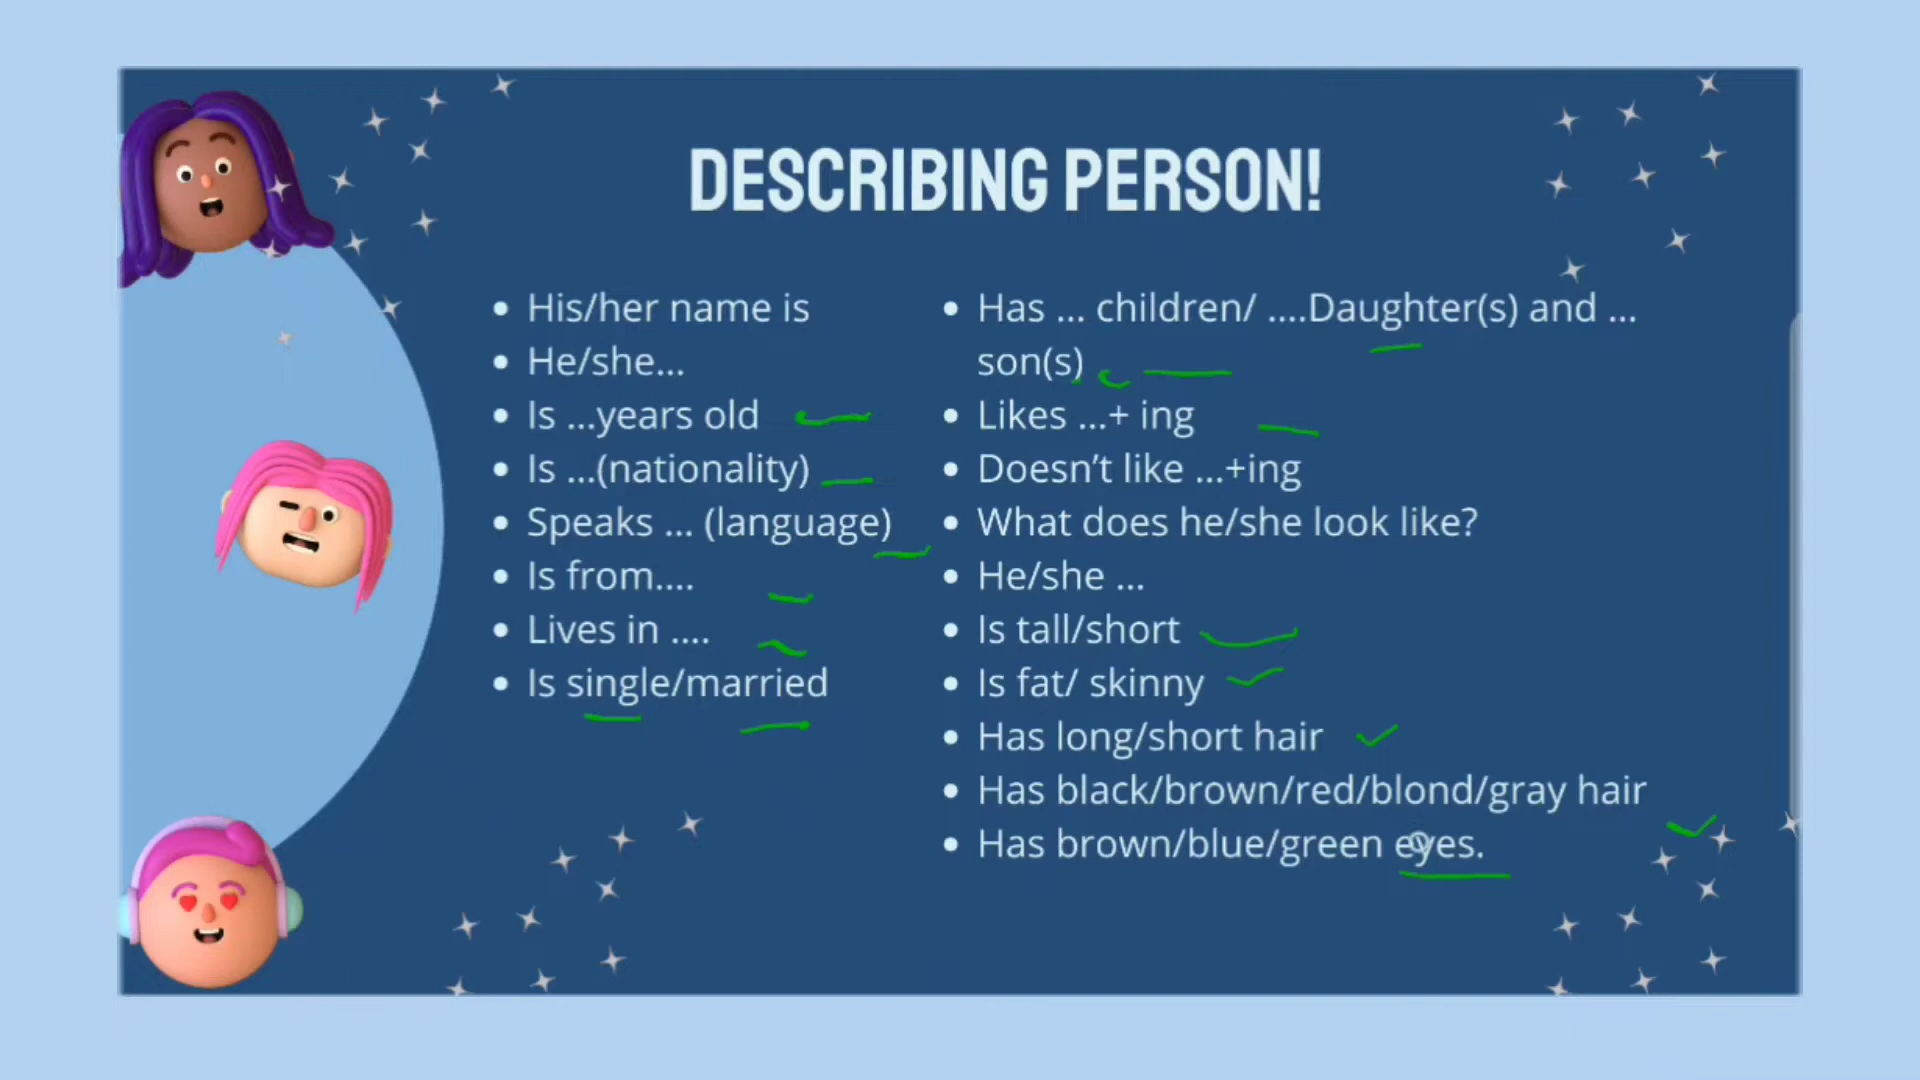 DESCRIBING PERSON!
• His/her name is
• He/she...
• Is ...years old
• Is ...(nationality)
• Speaks ... (language)
• Is from....
• Lives in ....
• Is single/married
• Has ... children/ ....Daughter(s) and ...
son(s)
• Likes ...+ ing
• Doesn’t like ...+ing
• What does he/she look like?
• He/she ...
• Is tall/short
• Is fat/ skinny
• Has long/short hair
• Has black/brown/red/blond/gray hair
• Has brown/blue/green eyes.